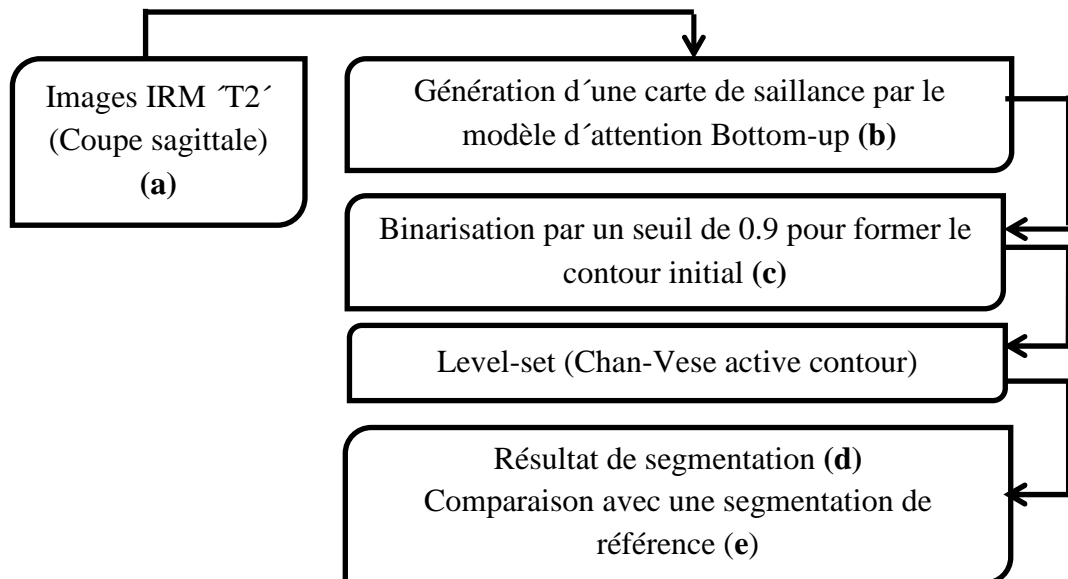 Images IRM ´T2´
(Coupe sagittale)
(a)
Génération d´une carte de saillance par le
modèle d´attention Bottom-up (b)
Binarisation par un seuil de 0.9 pour former le
contour initial (c)
Level-set (Chan-Vese active contour)
Résultat de segmentation (d)
Comparaison avec une segmentation de
référence (e)